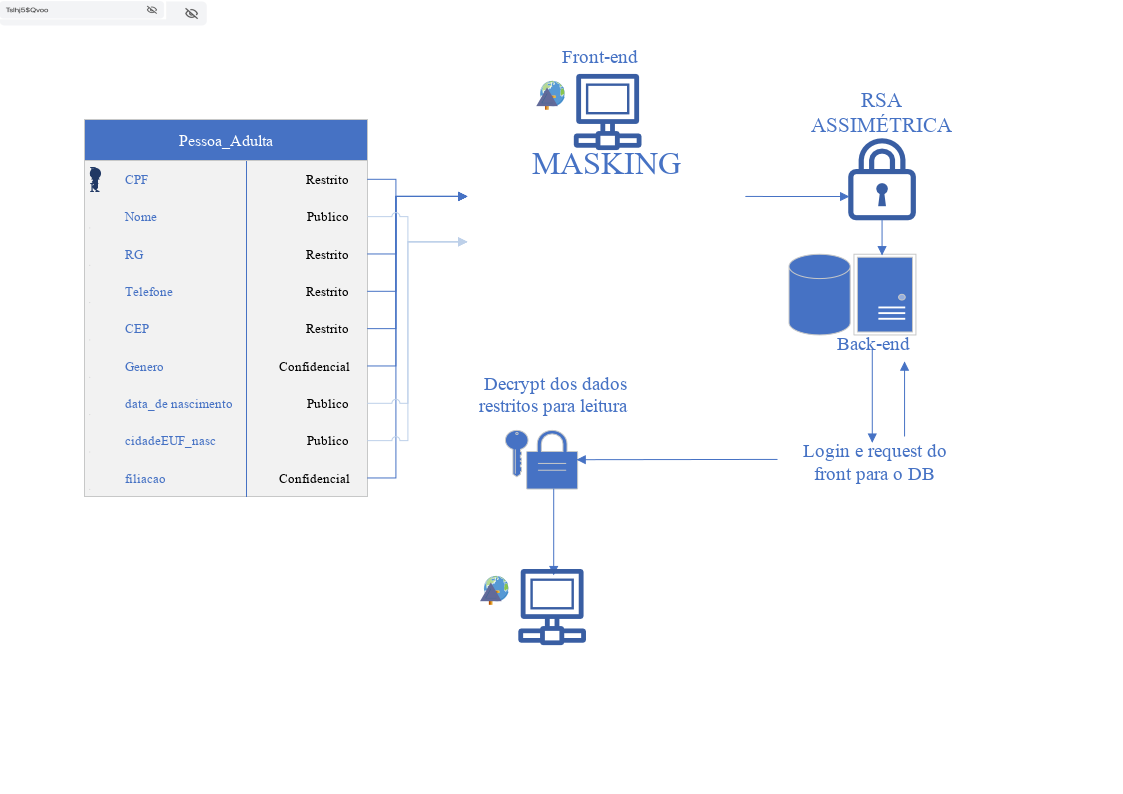 Front-end
MASKING
RSA
ASSIMÉTRICA
Pessoa_Adulta
CPF Restrito
Nome Publico
RG Restrito
Telefone Restrito
CEP Restrito
Genero Confidencial
data_de nascimento Publico
cidadeEUF_nasc Publico
filiacao Confidencial
Back-end
Decrypt dos dados
restritos para leitura
Login e request do
front para o DB